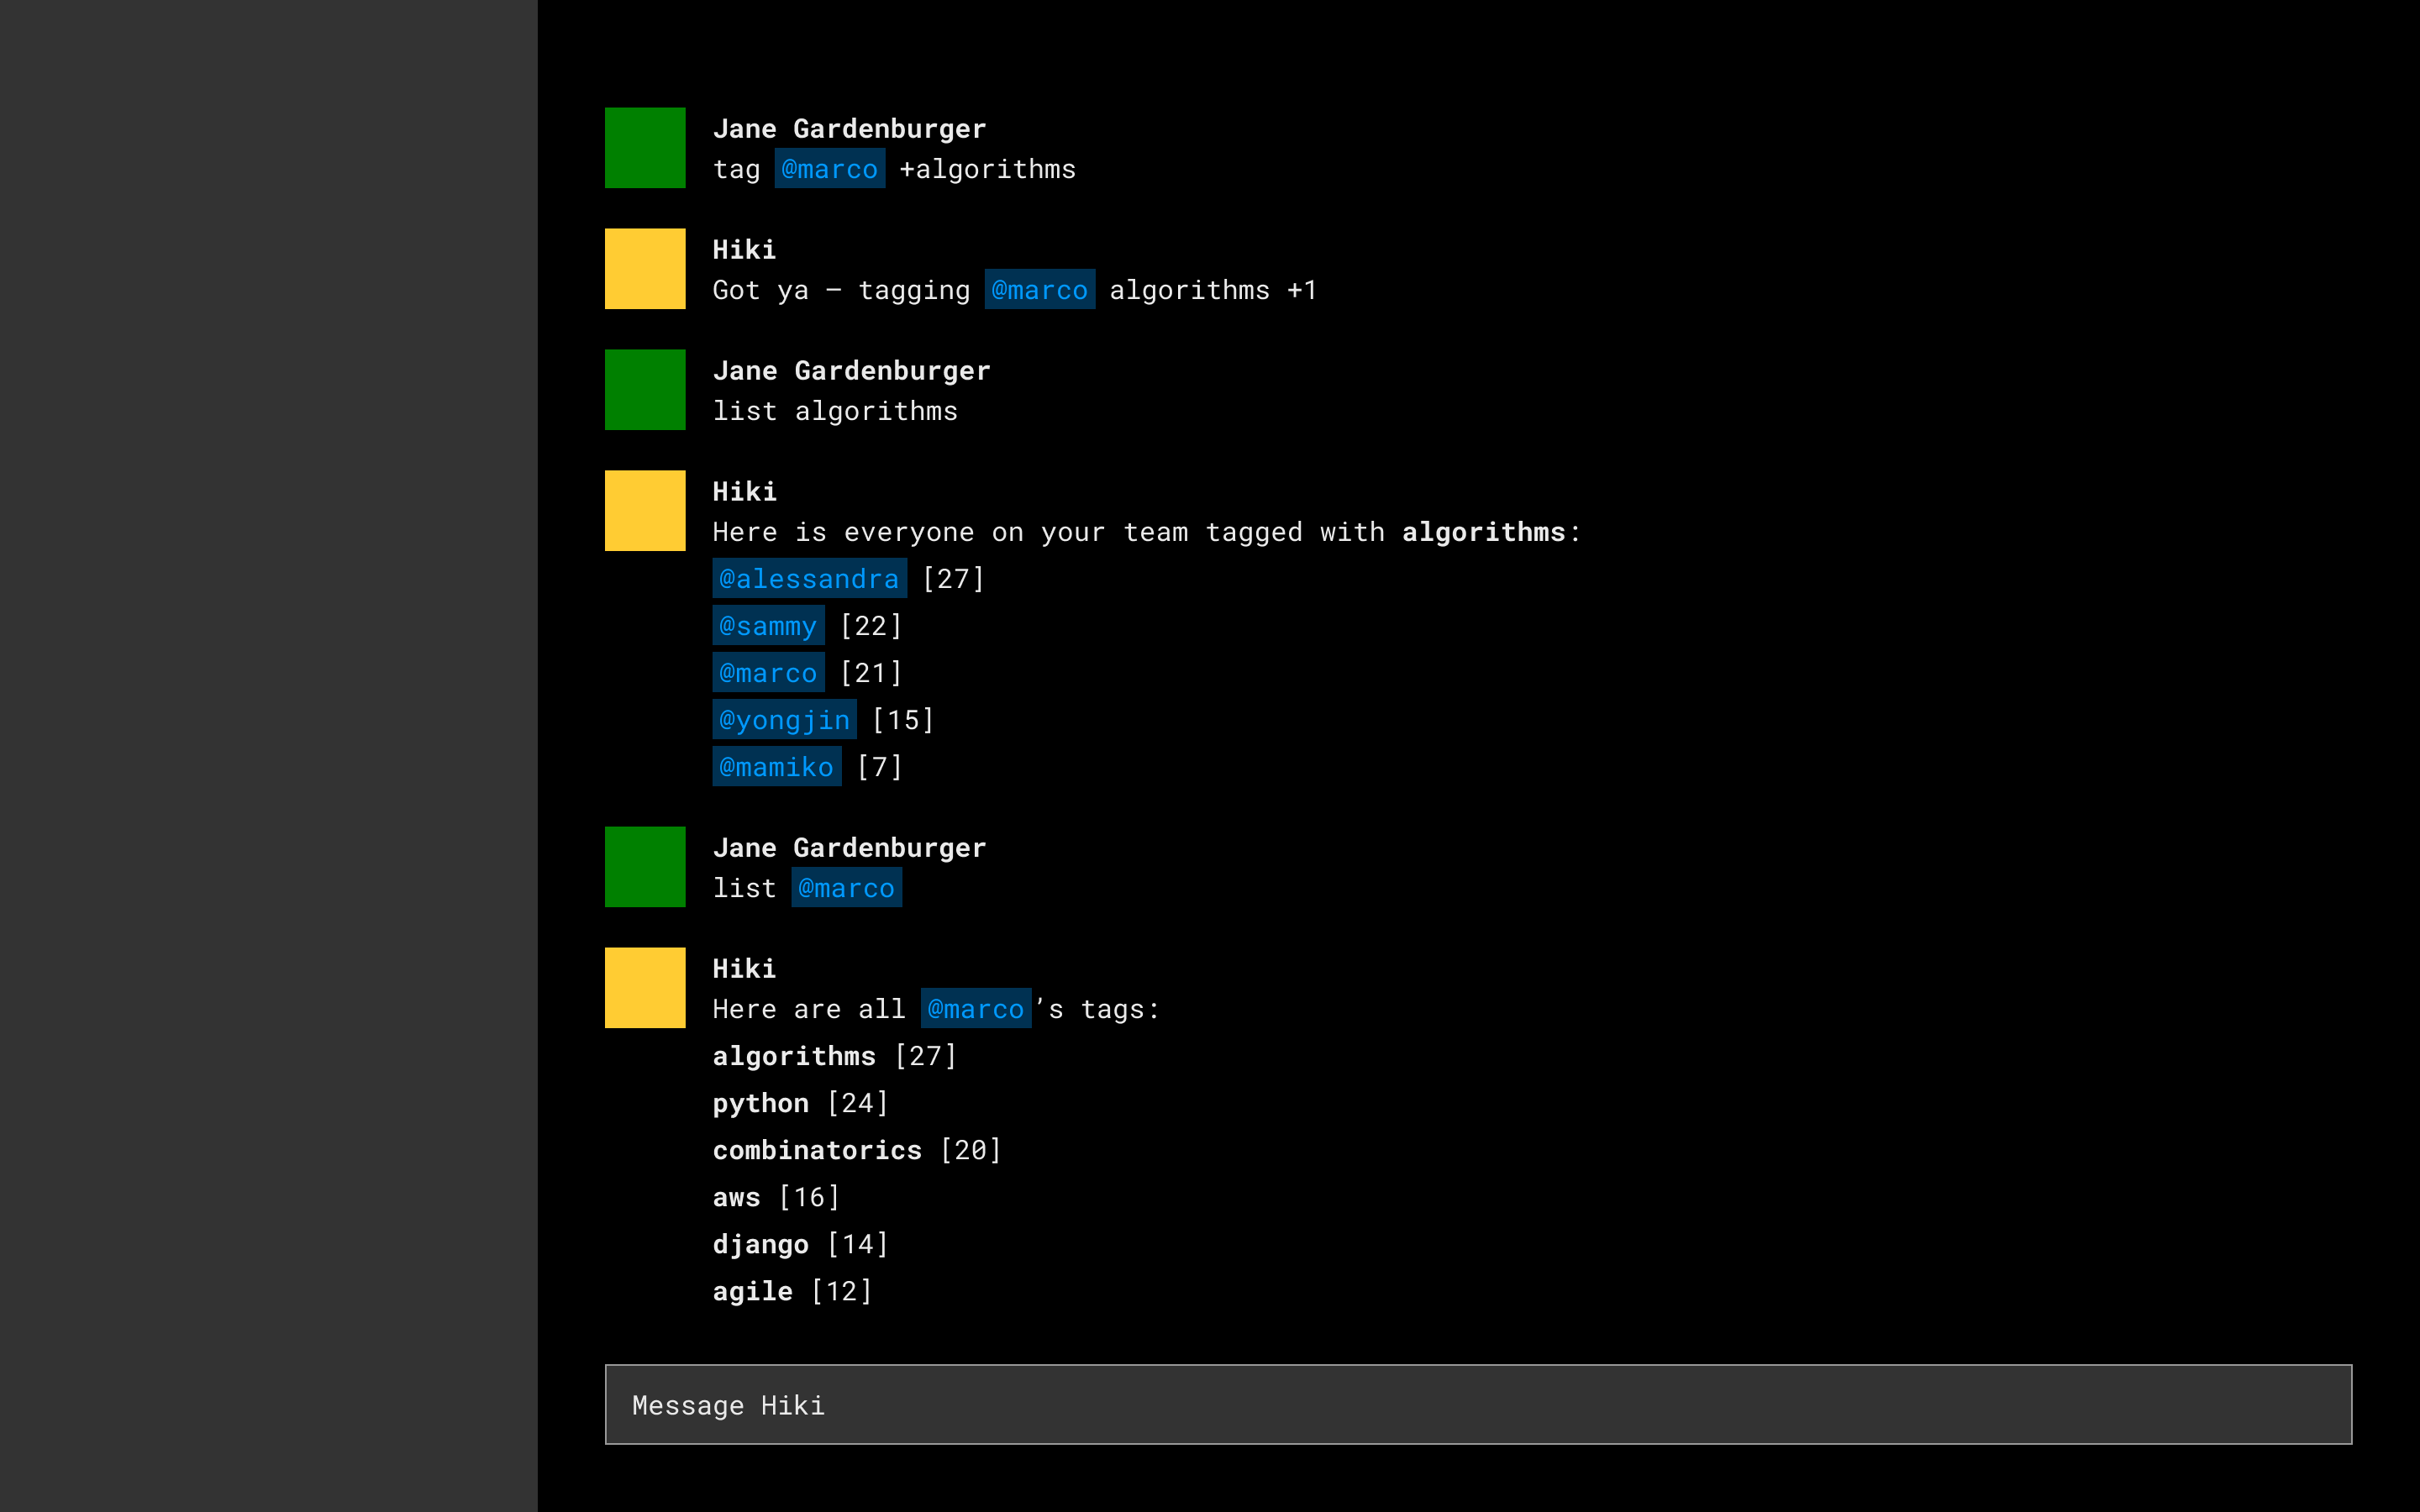 Jane Gardenburger
tag @marco +algorithms
Hiki
Got ya – tagging @marco algorithms +1
Jane Gardenburger
list algorithms
Hiki
Here is everyone on your team tagged with algorithms:
@alessandra [27]
@sammy [22]
@marco [21]
@yongjin [15]
@mamiko [7]
Jane Gardenburger
list @marco
Hiki
Here are all @marco’s tags:
algorithms [27]
python [24]
combinatorics [20]
aws [16]
django [14]
agile [12]
Message Hiki